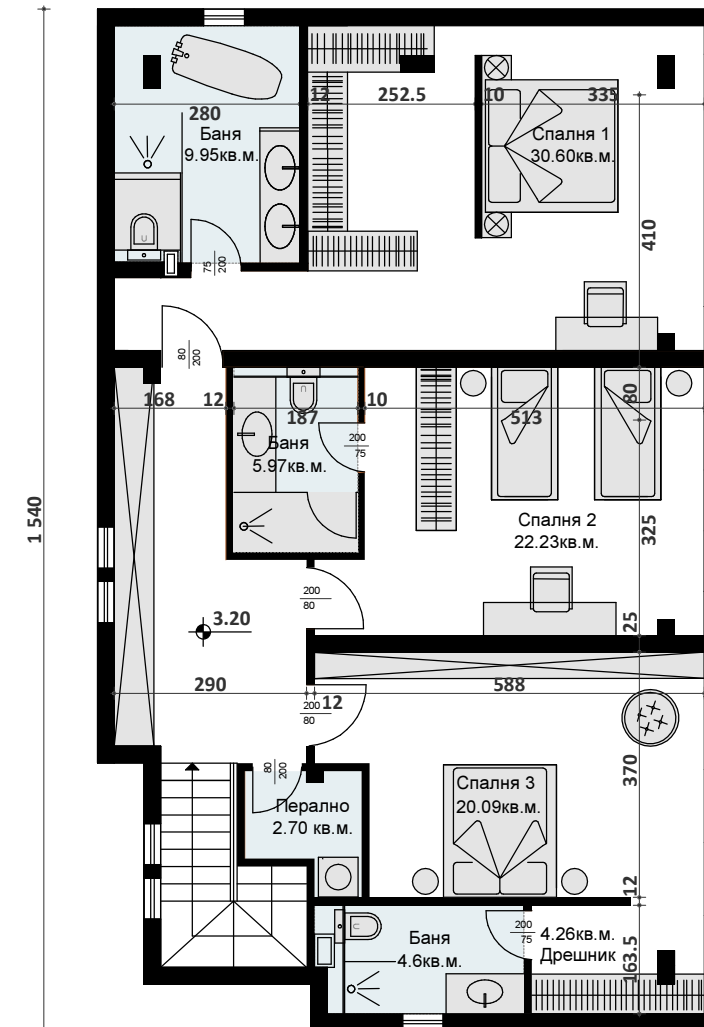 12
252.5
10
335
280
Баня
9.95кв.м.
Спалня 1
30.60кв.м.
410
75
200
80
200
168
12
187
10
513
80
Баня
5.97кв.м.
200
75
1 540
Спалня 2
22.23кв.м.
325
200
80
3.20
25
290
200
80
12
588
80
200
370
Перално
2.70 кв.м.
Спалня 3
20.09кв.м.
12
Баня
4.6кв.м.
200
75
4.26кв.м.
Дрешник
163.5